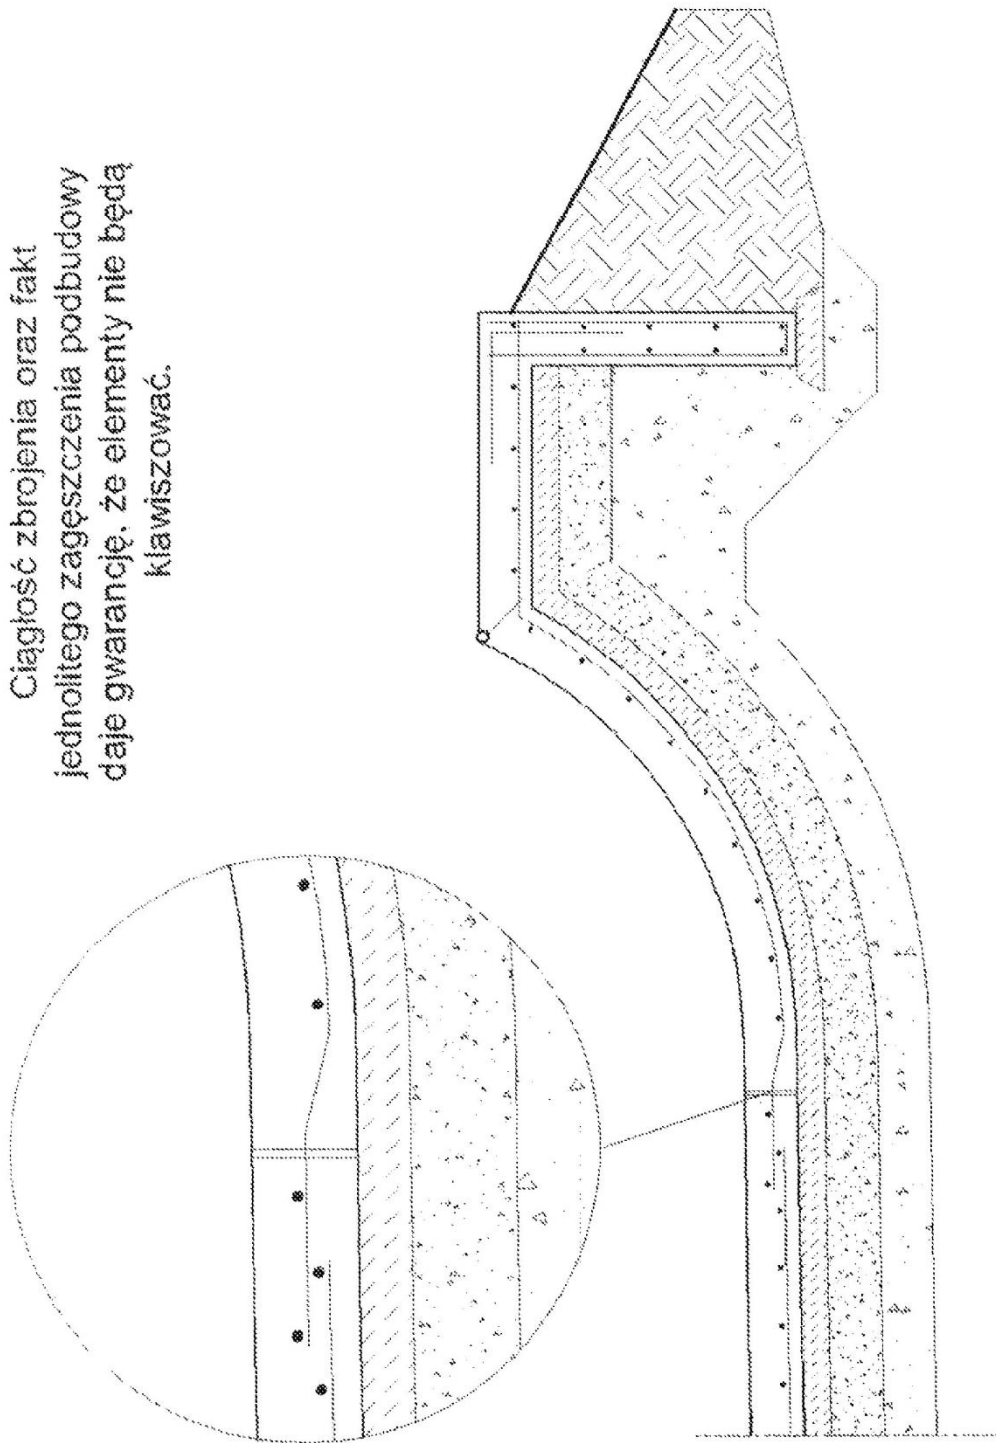 Ciągłość zbrojenia oraz fakt
jednolitego zagęszczenia podbudowy
daje gwarancję, że elementy nie będą
klawiszować.